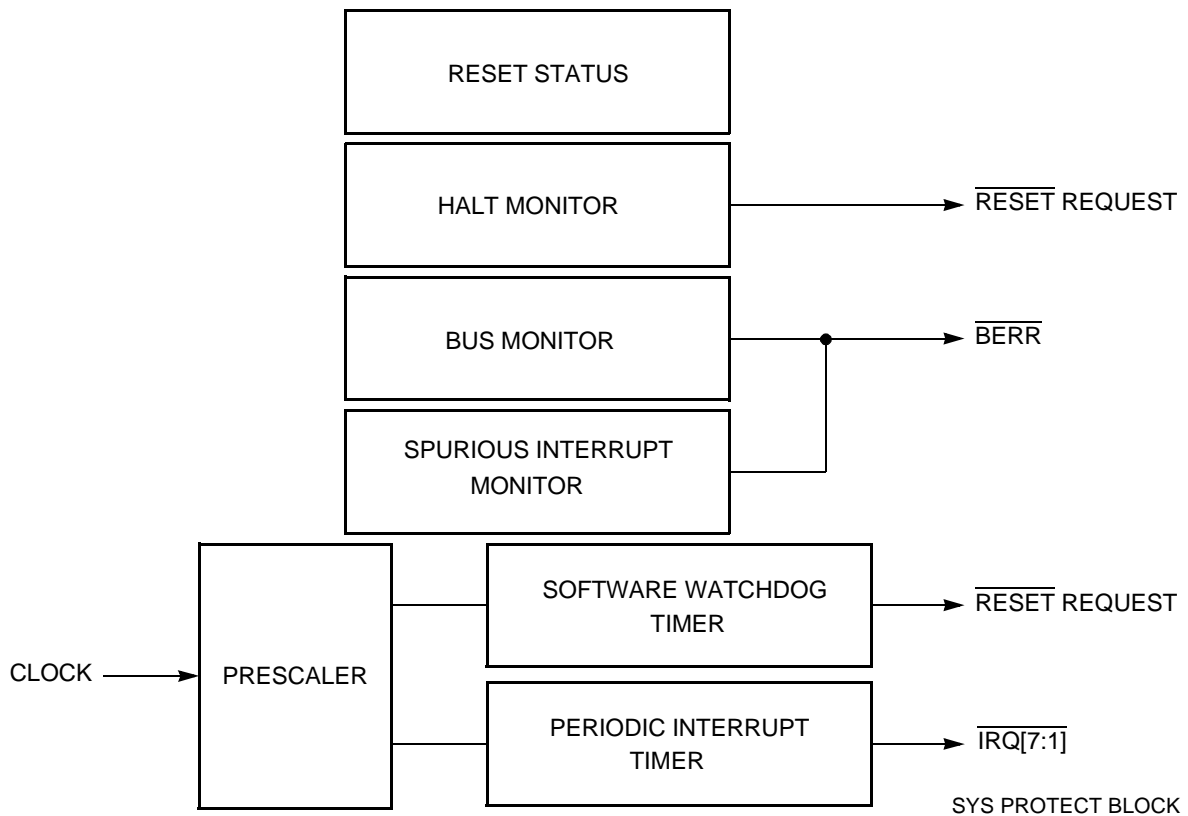 RESET STATUS
HALT MONITOR
RESET REQUEST
BUS MONITOR
BERR
SPURIOUS INTERRUPT
MONITOR
SOFTWARE WATCHDOG
TIMER
RESET REQUEST
CLOCK
PRESCALER
PERIODIC INTERRUPT
TIMER
IRQ[7:1]
SYS PROTECT BLOCK